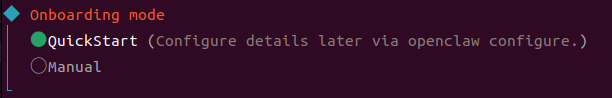 Onboarding mode
QuickStart (Configure details later via openclaw configure.)
Manual